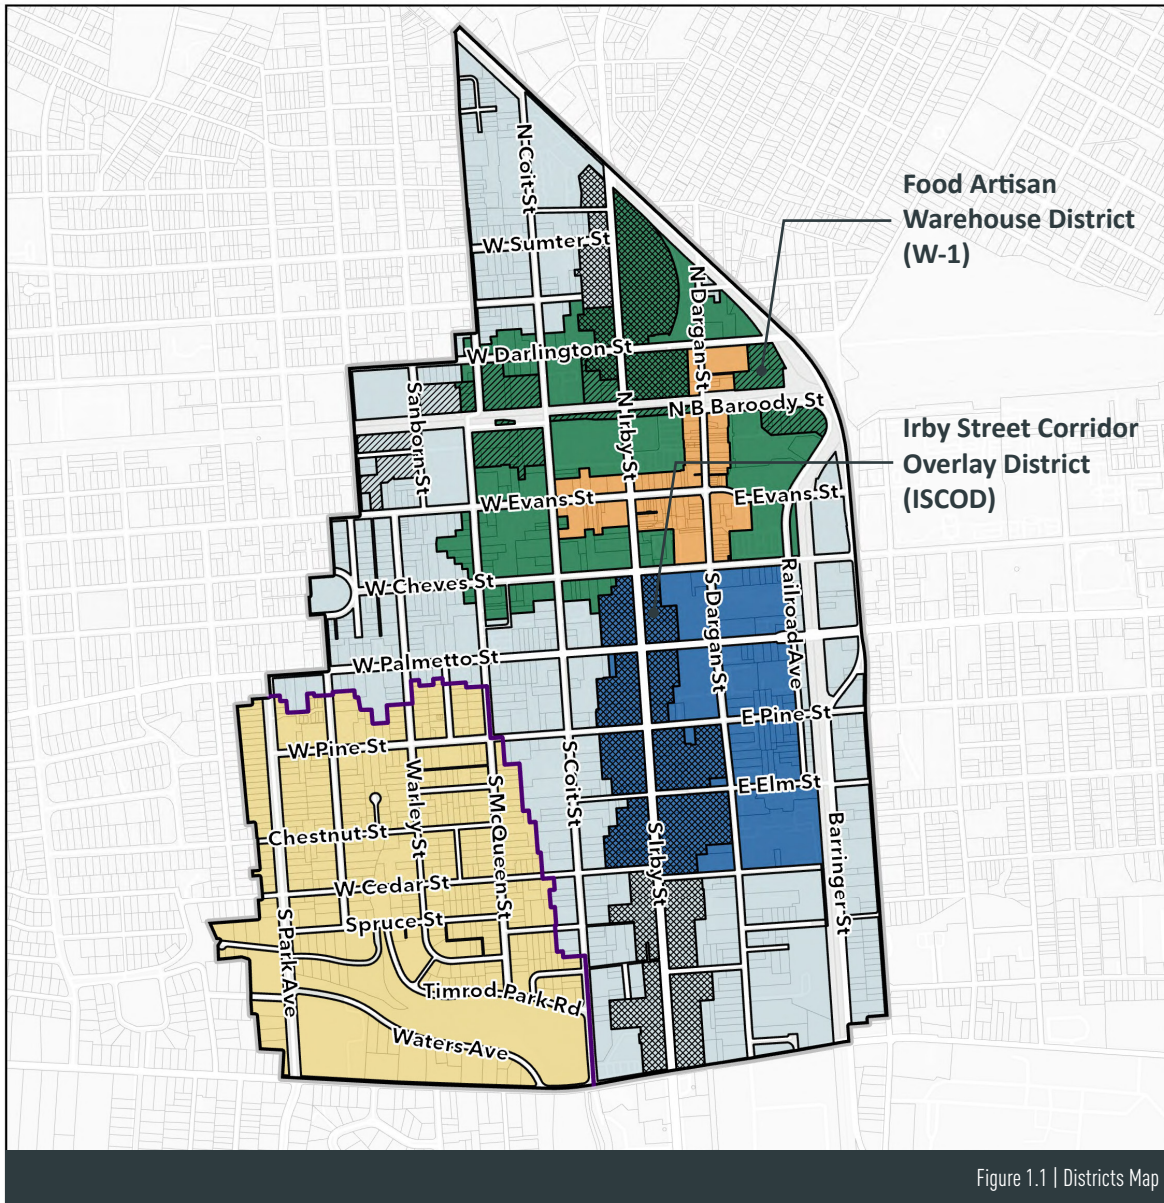 N Coit St
Food Artisan
Warehouse District
(W-1)
W Sumter St
N Dargan St
W Darlington St
Sanborn St
N B Baroody St
N Irby St
Irby Street Corridor
Overlay District
(ISCOD)
W Evans St
E Evans St
W Cheves St
S Dargan St
Railroad Ave
W Palmetto St
E Pine St
W Pine St
S Coit St
Warley St
S McQueen St
E Elm St
Chestnut St
S Irby St
Barringer St
W Cedar St
Spruce St
S Park Ave
Timrod Park Rd
Waters Ave
Figure 1.1 | Districts Map